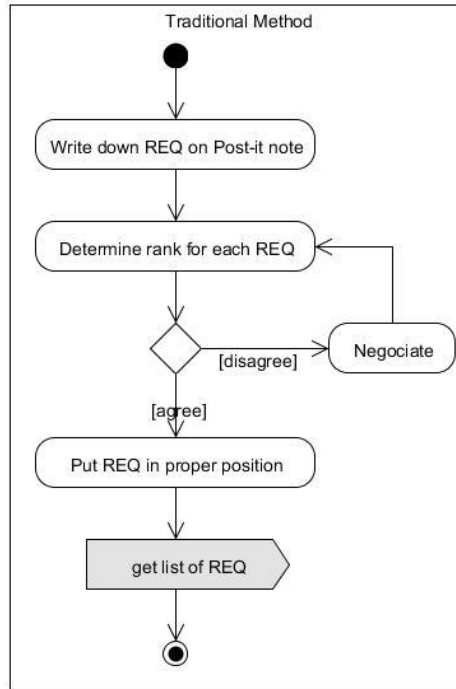 Traditional Method
Write down REQ on Post-it note
Determine rank for each REQ
[disagree]
Negociate
[agree]
Put REQ in proper position
get list of REQ